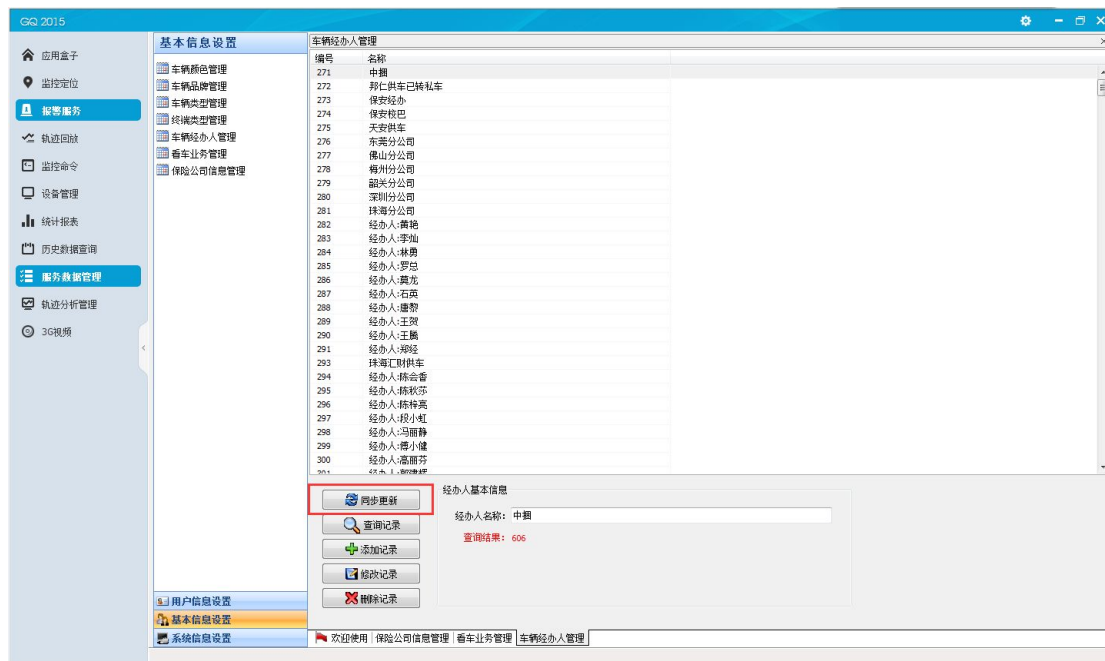 GQ 2015
应用盒子
监控定位
报警服务
轨迹回放
监控命令
设备管理
统计报表
历史数据查询
服务数据管理
轨迹分析管理
3G视频
基本信息设置
车辆颜色管理
车辆品牌管理
车辆类型管理
终端类型管理
车辆经办人管理
看车业务管理
保险公司信息管理
用户信息设置
基本信息设置
系统信息设置
车辆经办人管理
编号 名称
271 中捆
272 邦仁供车已转私车
273 保安经办
274 保安校巴
275 天安供车
276 东莞分公司
277 佛山分公司
278 梅州分公司
279 韶关分公司
280 深圳分公司
281 珠海分公司
282 经办人:黄艳
283 经办人:李灿
284 经办人:林勇
285 经办人:罗总
286 经办人:莫龙
287 经办人:石英
288 经办人:唐黎
289 经办人:王贺
290 经办人:王腾
291 经办人:郑经
293 珠海汇财供车
294 经办人:陈会香
295 经办人:陈秋莎
296 经办人:陈梓亮
297 经办人:段小虹
298 经办人:冯丽静
299 经办人:傅小健
300 经办人:高丽芬
同步更新
查询记录
添加记录
修改记录
删除记录
经办人基本信息
经办人名称: 中捆
查询结果: 606
欢迎使用 保险公司信息管理 看车业务管理 车辆经办人管理